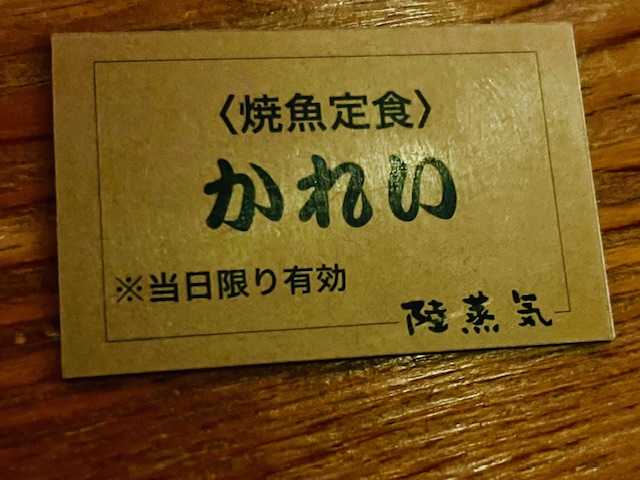 〈焼魚定食〉
かれい
※当日限り有効
陸蒸気